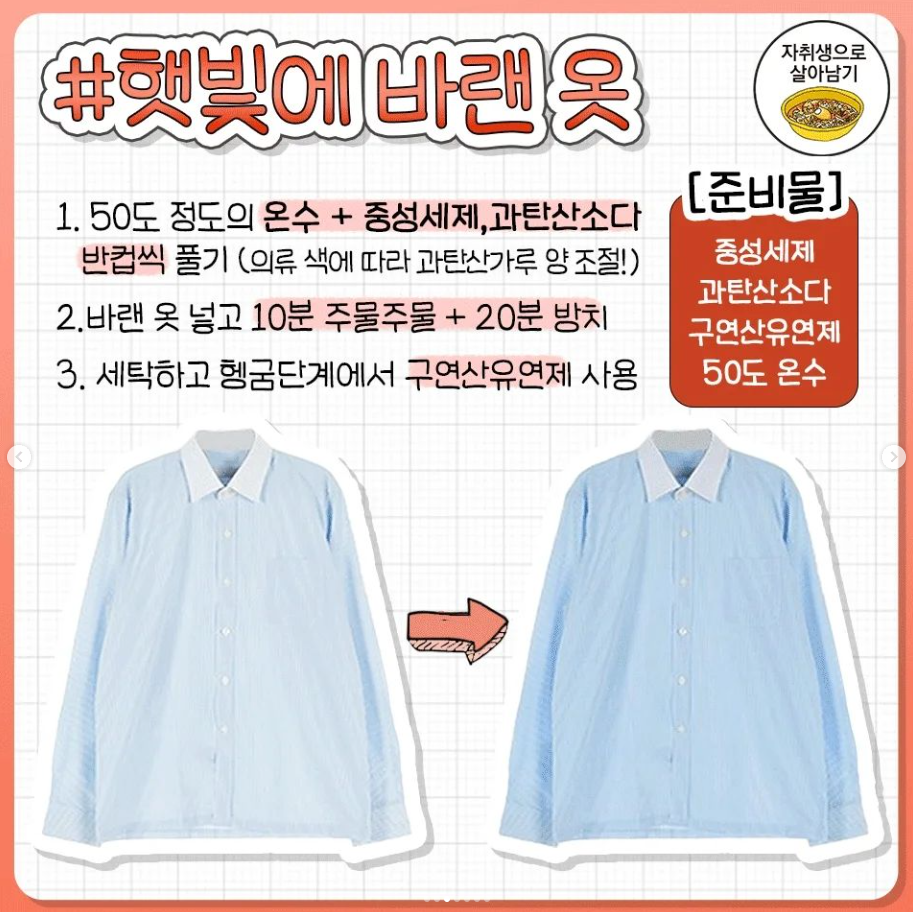 #햇빛에 바랜 옷
자취생으로
살아남기
1. 50도 정도의 온수 + 중성세제,과탄산소다
반컵씩 풀기 (의류 색에 따라 과탄산가루 양 조절!)
2.바랜 옷 넣고 10분 주물주물 + 20분 방치
3. 세탁하고 헹굼단계에서 구연산유연제 사용
[준비물]
중성세제
과탄산소다
구연산유연제
50도 온수